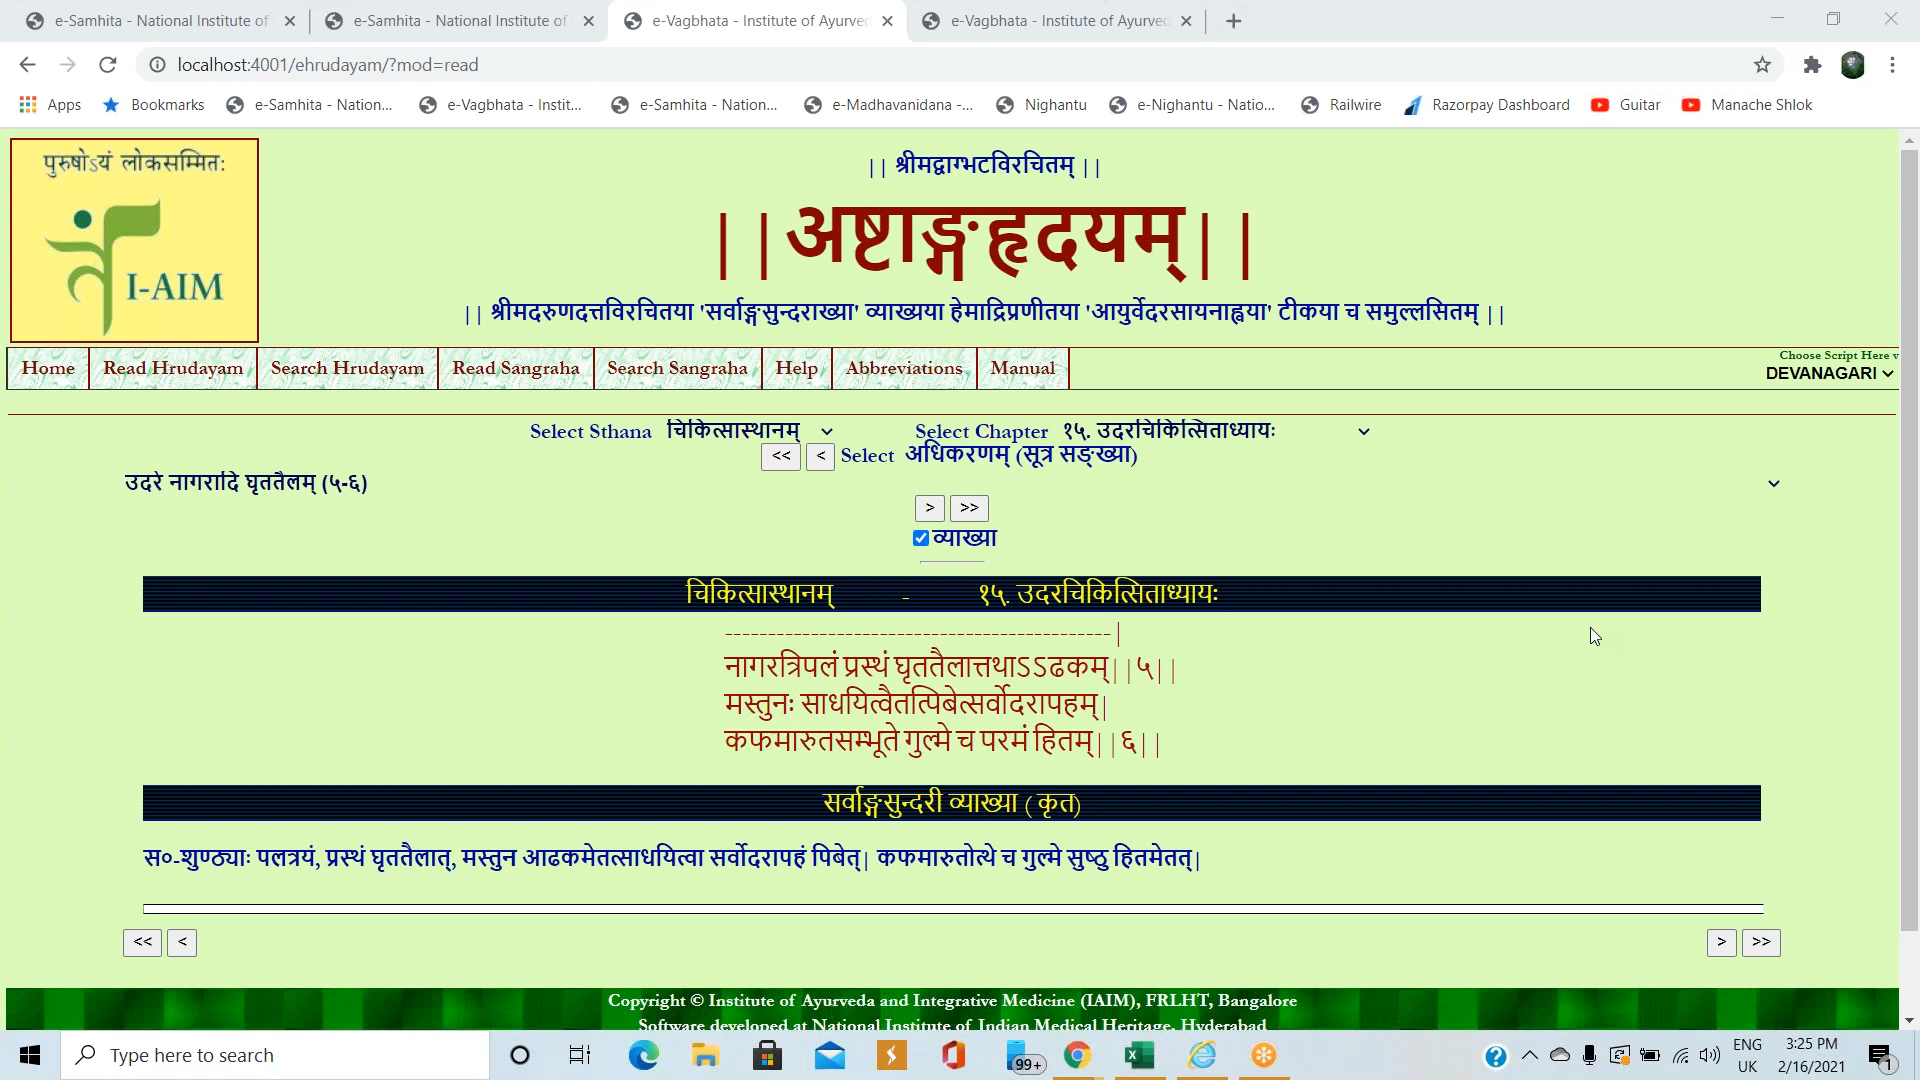 e-Samhita - National Institute of
e-Samhita - National Institute of
e-Vagbhata - Institute of Ayurved
e-Vagbhata - Institute of Ayurved
localhost:4001/ehrudayam/?mod=read
Apps
Bookmarks
e-Samhita - Nation...
e-Vagbhata - Instit...
e-Samhita - Nation...
e-Madhavanidana -...
Nighantu
e-Nighantu - Natio...
Railwire
Razorpay Dashboard
Guitar
Manache Shlok
पुरुषोऽयं लोकसम्मितः
I-AIM
|| श्रीमद्वाग्भटविरचितम् ||
||अष्टाङ्गहृदयम्||
|| श्रीमदरुणदत्तविरचितया 'सर्वाङ्गसुन्दराख्या' व्याख्यया हेमाद्रिप्रणीतया 'आयुर्वेदरसायनाह्वया' टीकया च समुल्लसितम् ||
Home
Read Hrudayam
Search Hrudayam
Read Sangraha
Search Sangraha
Help
Abbreviations
Manual
Choose Script Here v
DEVANAGARI
Select Sthana चिकित्सास्थानम्
Select Chapter १५. उदरचिकित्सिताध्यायः
<< < Select अधिकरणम् (सूत्र सङ्ख्या)
उदरे नागरादि घृततैलम् (५-६)
> >>
व्याख्या
चिकित्सास्थानम् - १५. उदरचिकित्सिताध्यायः
---------------------------------------------|
नागरत्रिपलं प्रस्थं घृततैलात्तथाऽऽढकम्||५||
मस्तुनः साधयित्वैतत्पिबेत्सर्वोदरापहम्|
कफमारुतसम्भूते गुल्मे च परमं हितम्||६||
सर्वाङ्गसुन्दरी व्याख्या ( कृत)
स०-शुण्ठ्याः पलत्रयं, प्रस्थं घृततैलात्, मस्तुन आढकमेतत्साधयित्वा सर्वोदरापहं पिबेत्| कफमारुतोत्थे च गुल्मे सुष्ठु हितमेतत्|
<< <
> >>
Copyright © Institute of Ayurveda and Integrative Medicine (IAIM), FRLHT, Bangalore
Software developed at National Institute of Indian Medical Heritage, Hyderabad
Type here to search
99+
ENG
UK
3:25 PM
2/16/2021
1